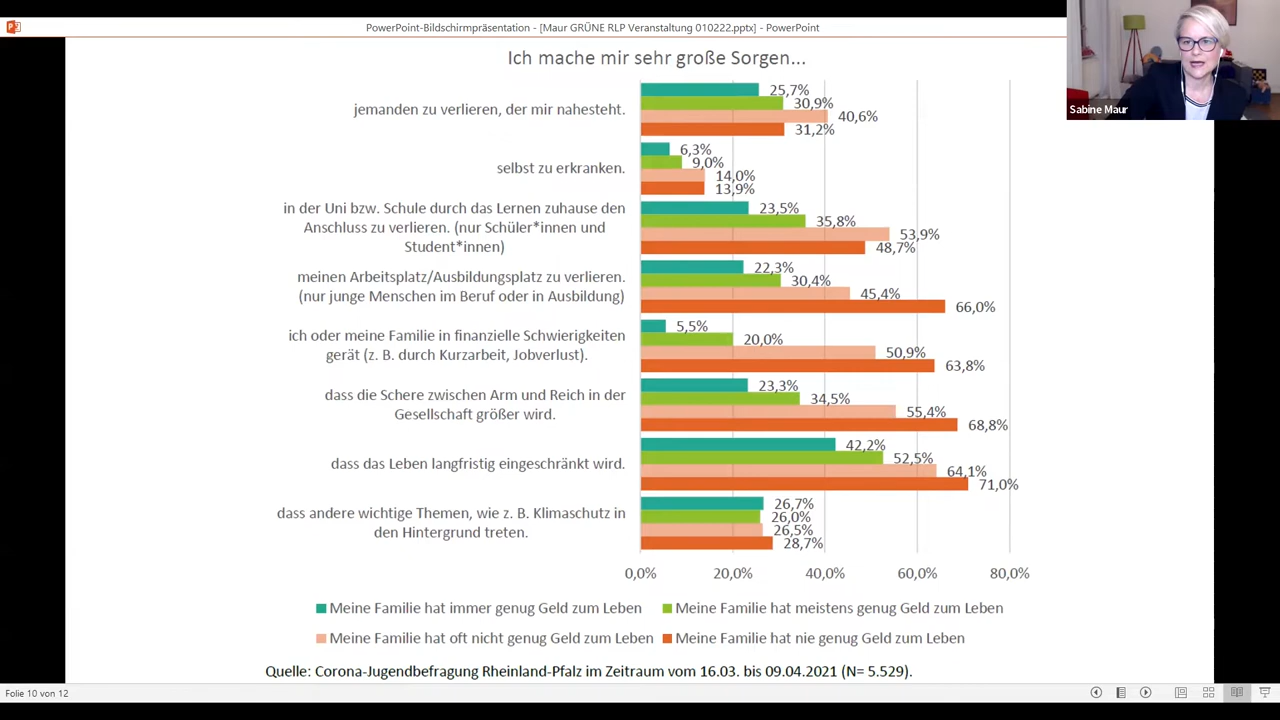 PowerPoint-Bildschirmpräsentation - [Maur GRÜNE RLP Veranstaltung 010222.pptx] - PowerPoint
Sabine Maur
Ich mache mir sehr große Sorgen...
jemanden zu verlieren, der mir nahesteht.
25,7%
30,9%
40,6%
31,2%
selbst zu erkranken.
6,3%
9,0%
14,0%
13,9%
in der Uni bzw. Schule durch das Lernen zuhause den
Anschluss zu verlieren. (nur Schüler*innen und
Student*innen)
23,5%
35,8%
53,9%
48,7%
meinen Arbeitsplatz/Ausbildungsplatz zu verlieren.
(nur junge Menschen im Beruf oder in Ausbildung)
22,3%
30,4%
45,4%
66,0%
ich oder meine Familie in finanzielle Schwierigkeiten
gerät (z. B. durch Kurzarbeit, Jobverlust).
5,5%
20,0%
50,9%
63,8%
dass die Schere zwischen Arm und Reich in der
Gesellschaft größer wird.
23,3%
34,5%
55,4%
68,8%
dass das Leben langfristig eingeschränkt wird.
42,2%
52,5%
64,1%
71,0%
dass andere wichtige Themen, wie z. B. Klimaschutz in
den Hintergrund treten.
26,7%
26,0%
26,5%
28,7%
0,0% 20,0% 40,0% 60,0% 80,0%
Meine Familie hat immer genug Geld zum Leben
Meine Familie hat meistens genug Geld zum Leben
Meine Familie hat oft nicht genug Geld zum Leben
Meine Familie hat nie genug Geld zum Leben
Quelle: Corona-Jugendbefragung Rheinland-Pfalz im Zeitraum vom 16.03. bis 09.04.2021 (N= 5.529).
Folie 10 von 12